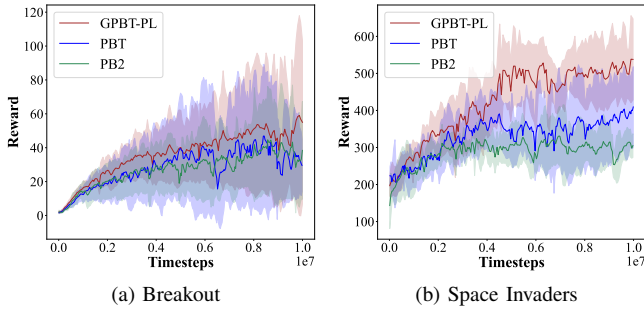 120
100
80
60
40
20
0
Reward
GPBT-PL
PBT
PB2
0.0
0.2
0.4
0.6
0.8
1.0
1e7
Timesteps
(a) Breakout
600
500
400
300
200
100
Reward
GPBT-PL
PBT
PB2
0.0
0.2
0.4
0.6
0.8
1.0
1e7
Timesteps
(b) Space Invaders